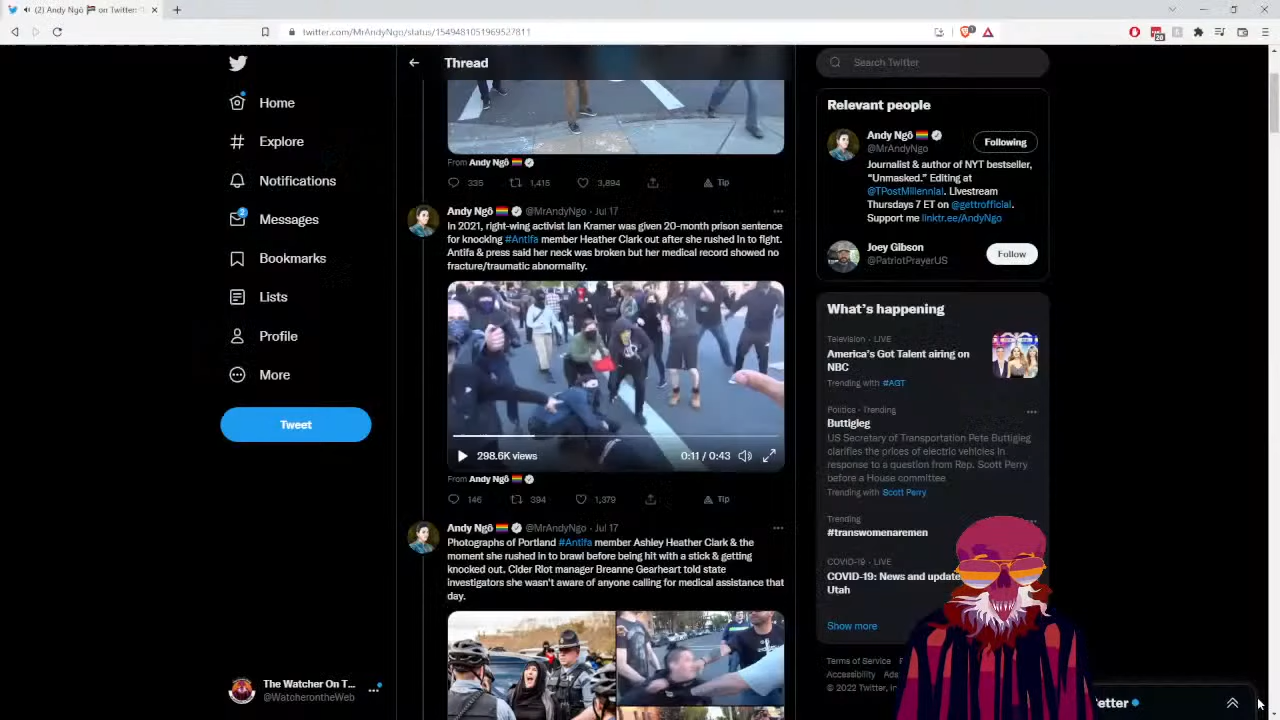 (2) Andy Ngô on Twitter:
twitter.com/MrAndyNgo/status/1549481051969527811
20
Thread
Search Twitter
Home
Explore
Notifications
2
Messages
Bookmarks
Lists
Profile
More
Tweet
The Watcher On T...
@WatcherontheWeb
From Andy Ngô
335
1,415
3,894
Tip
Andy Ngô @MrAndyNgo · Jul 17
In 2021, right-wing activist Ian Kramer was given 20-month prison sentence
for knocking #Antifa member Heather Clark out after she rushed in to fight.
Antifa & press said her neck was broken but her medical record showed no
fracture/traumatic abnormality.
298.6K views
0:11 / 0:43
From Andy Ngô
146
394
1,379
Tip
Andy Ngô @MrAndyNgo · Jul 17
Photographs of Portland #Antifa member Ashley Heather Clark & the
moment she rushed in to brawl before being hit with a stick & getting
knocked out. Cider Riot manager Breanne Gearheart told state
investigators she wasn't aware of anyone calling for medical assistance that
day.
Relevant people
Andy Ngô
@MrAndyNgo
Following
Journalist & author of NYT bestseller,
"Unmasked." Editing at
@TPostMillennial. Livestream
Thursdays 7 ET on @gettrofficial.
Support me linktr.ee/AndyNgo
Joey Gibson
@PatriotPrayerUS
Follow
What's happening
Television · LIVE
America's Got Talent airing on
NBC
Trending with #AGT
Politics · Trending
Buttigieg
US Secretary of Transportation Pete Buttigieg
clarifies the prices of electric vehicles in
response to a question from Rep. Scott Perry
before a House committee
Trending with Scott Perry
Trending
#transwomenaremen
COVID-19 · LIVE
COVID-19: News and update
Utah
Show more
Terms of Service
Accessibility
© 2022 Twitter, In
etter